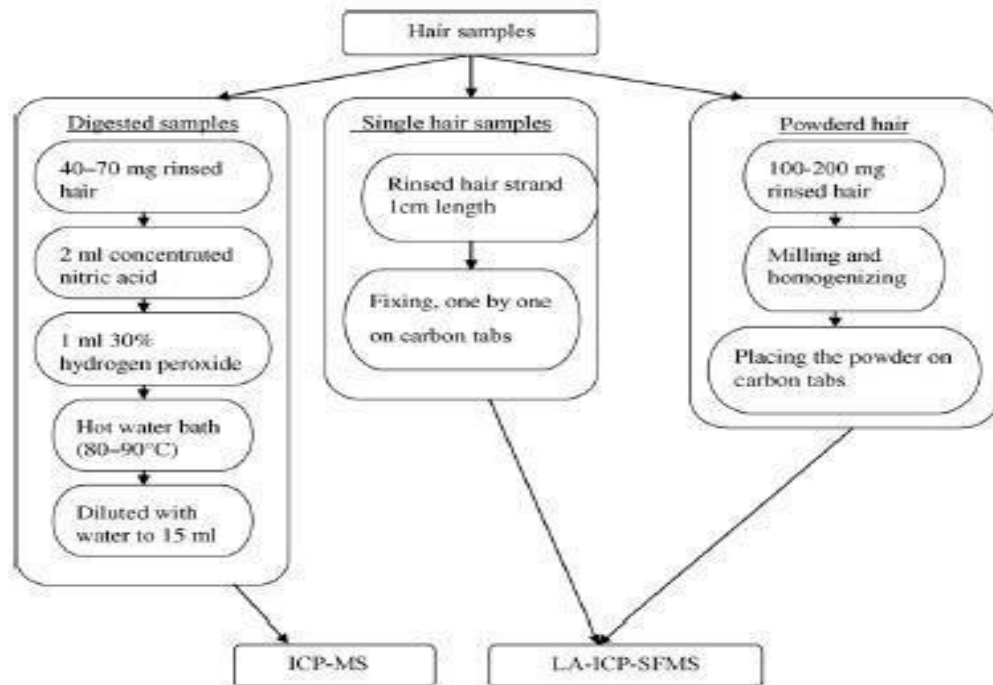 Hair samples
Digested samples
40–70 mg rinsed
hair
2 ml concentrated
nitric acid
1 ml 30%
hydrogen peroxide
Hot water bath
(80–90°C)
Diluted with
water to 15 ml
Single hair samples
Rinsed hair strand
1cm length
Fixing, one by one
on carbon tabs
Powderd hair
100-200 mg
rinsed hair
Milling and
homogenizing
Placing the powder on
carbon tabs
ICP-MS
LA-ICP-SFMS